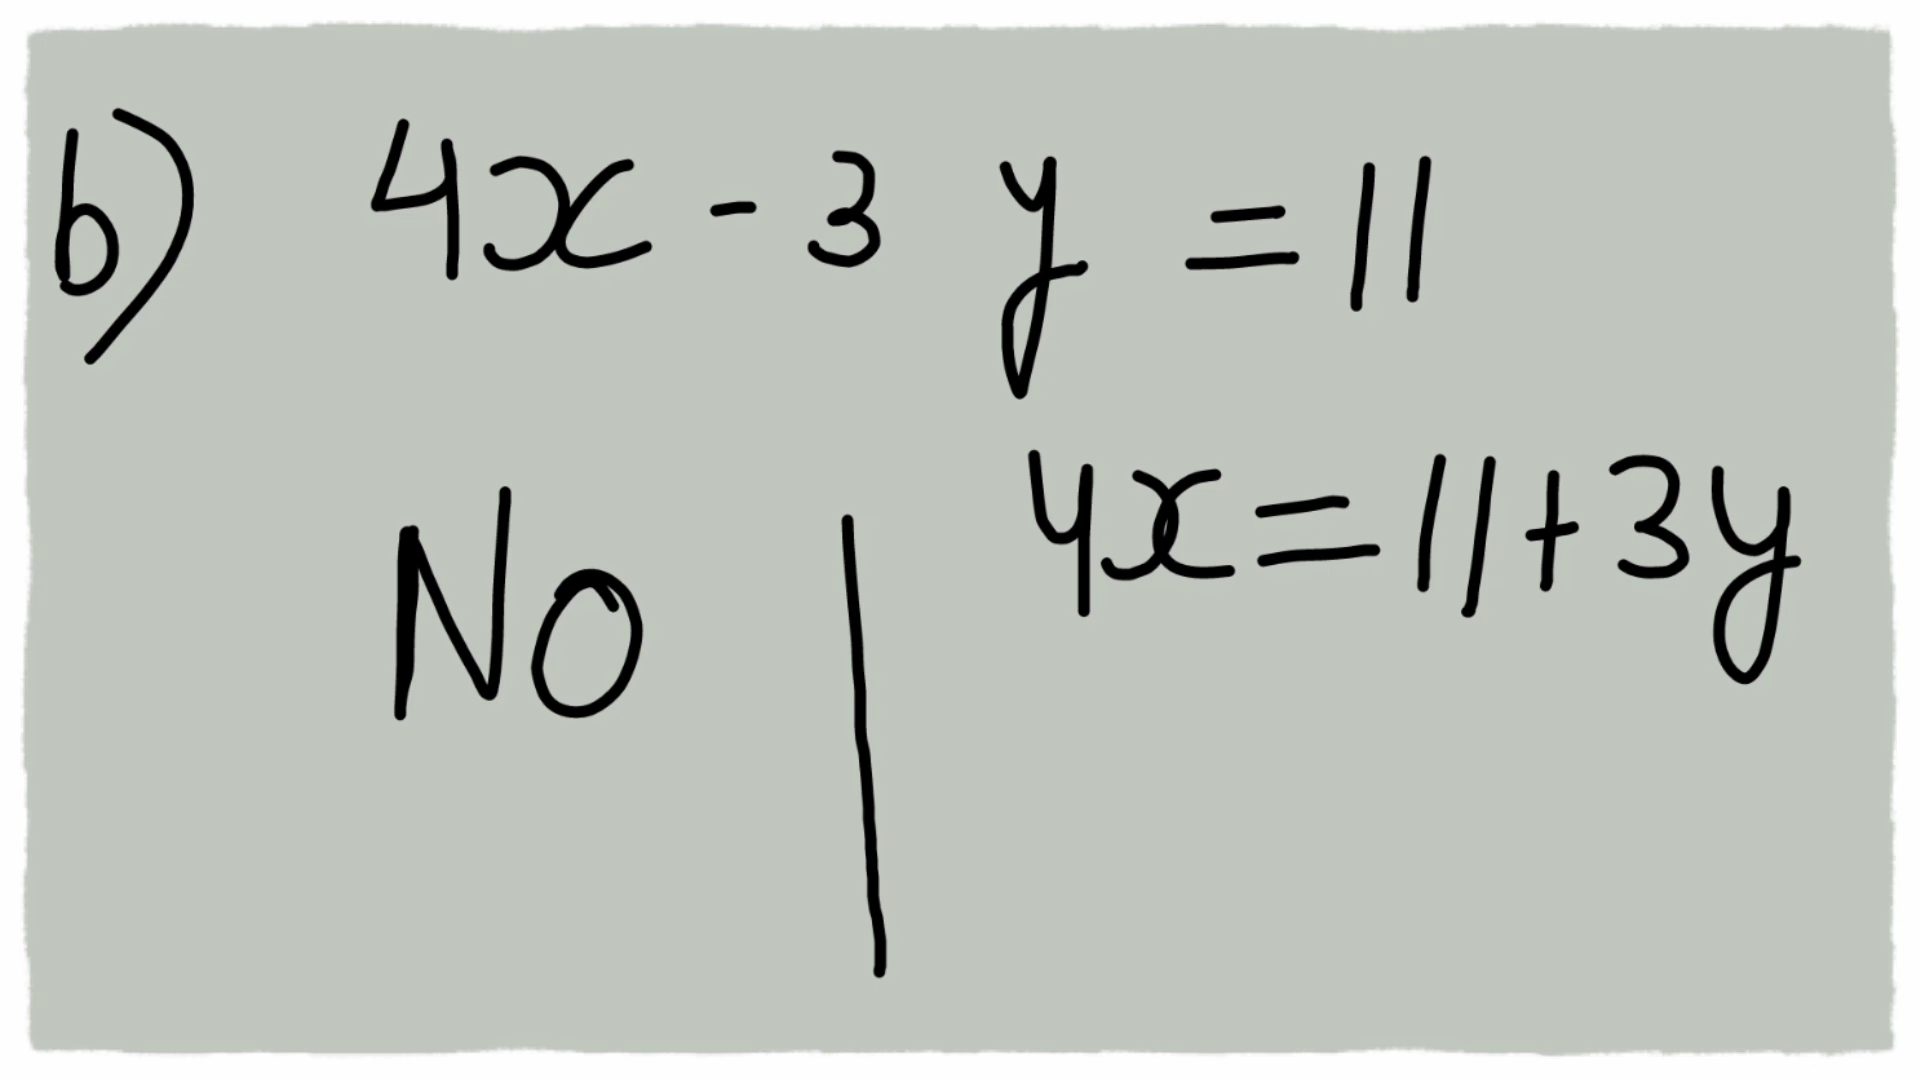 b) 4x - 3 y = 11
4x = 11 + 3y
No